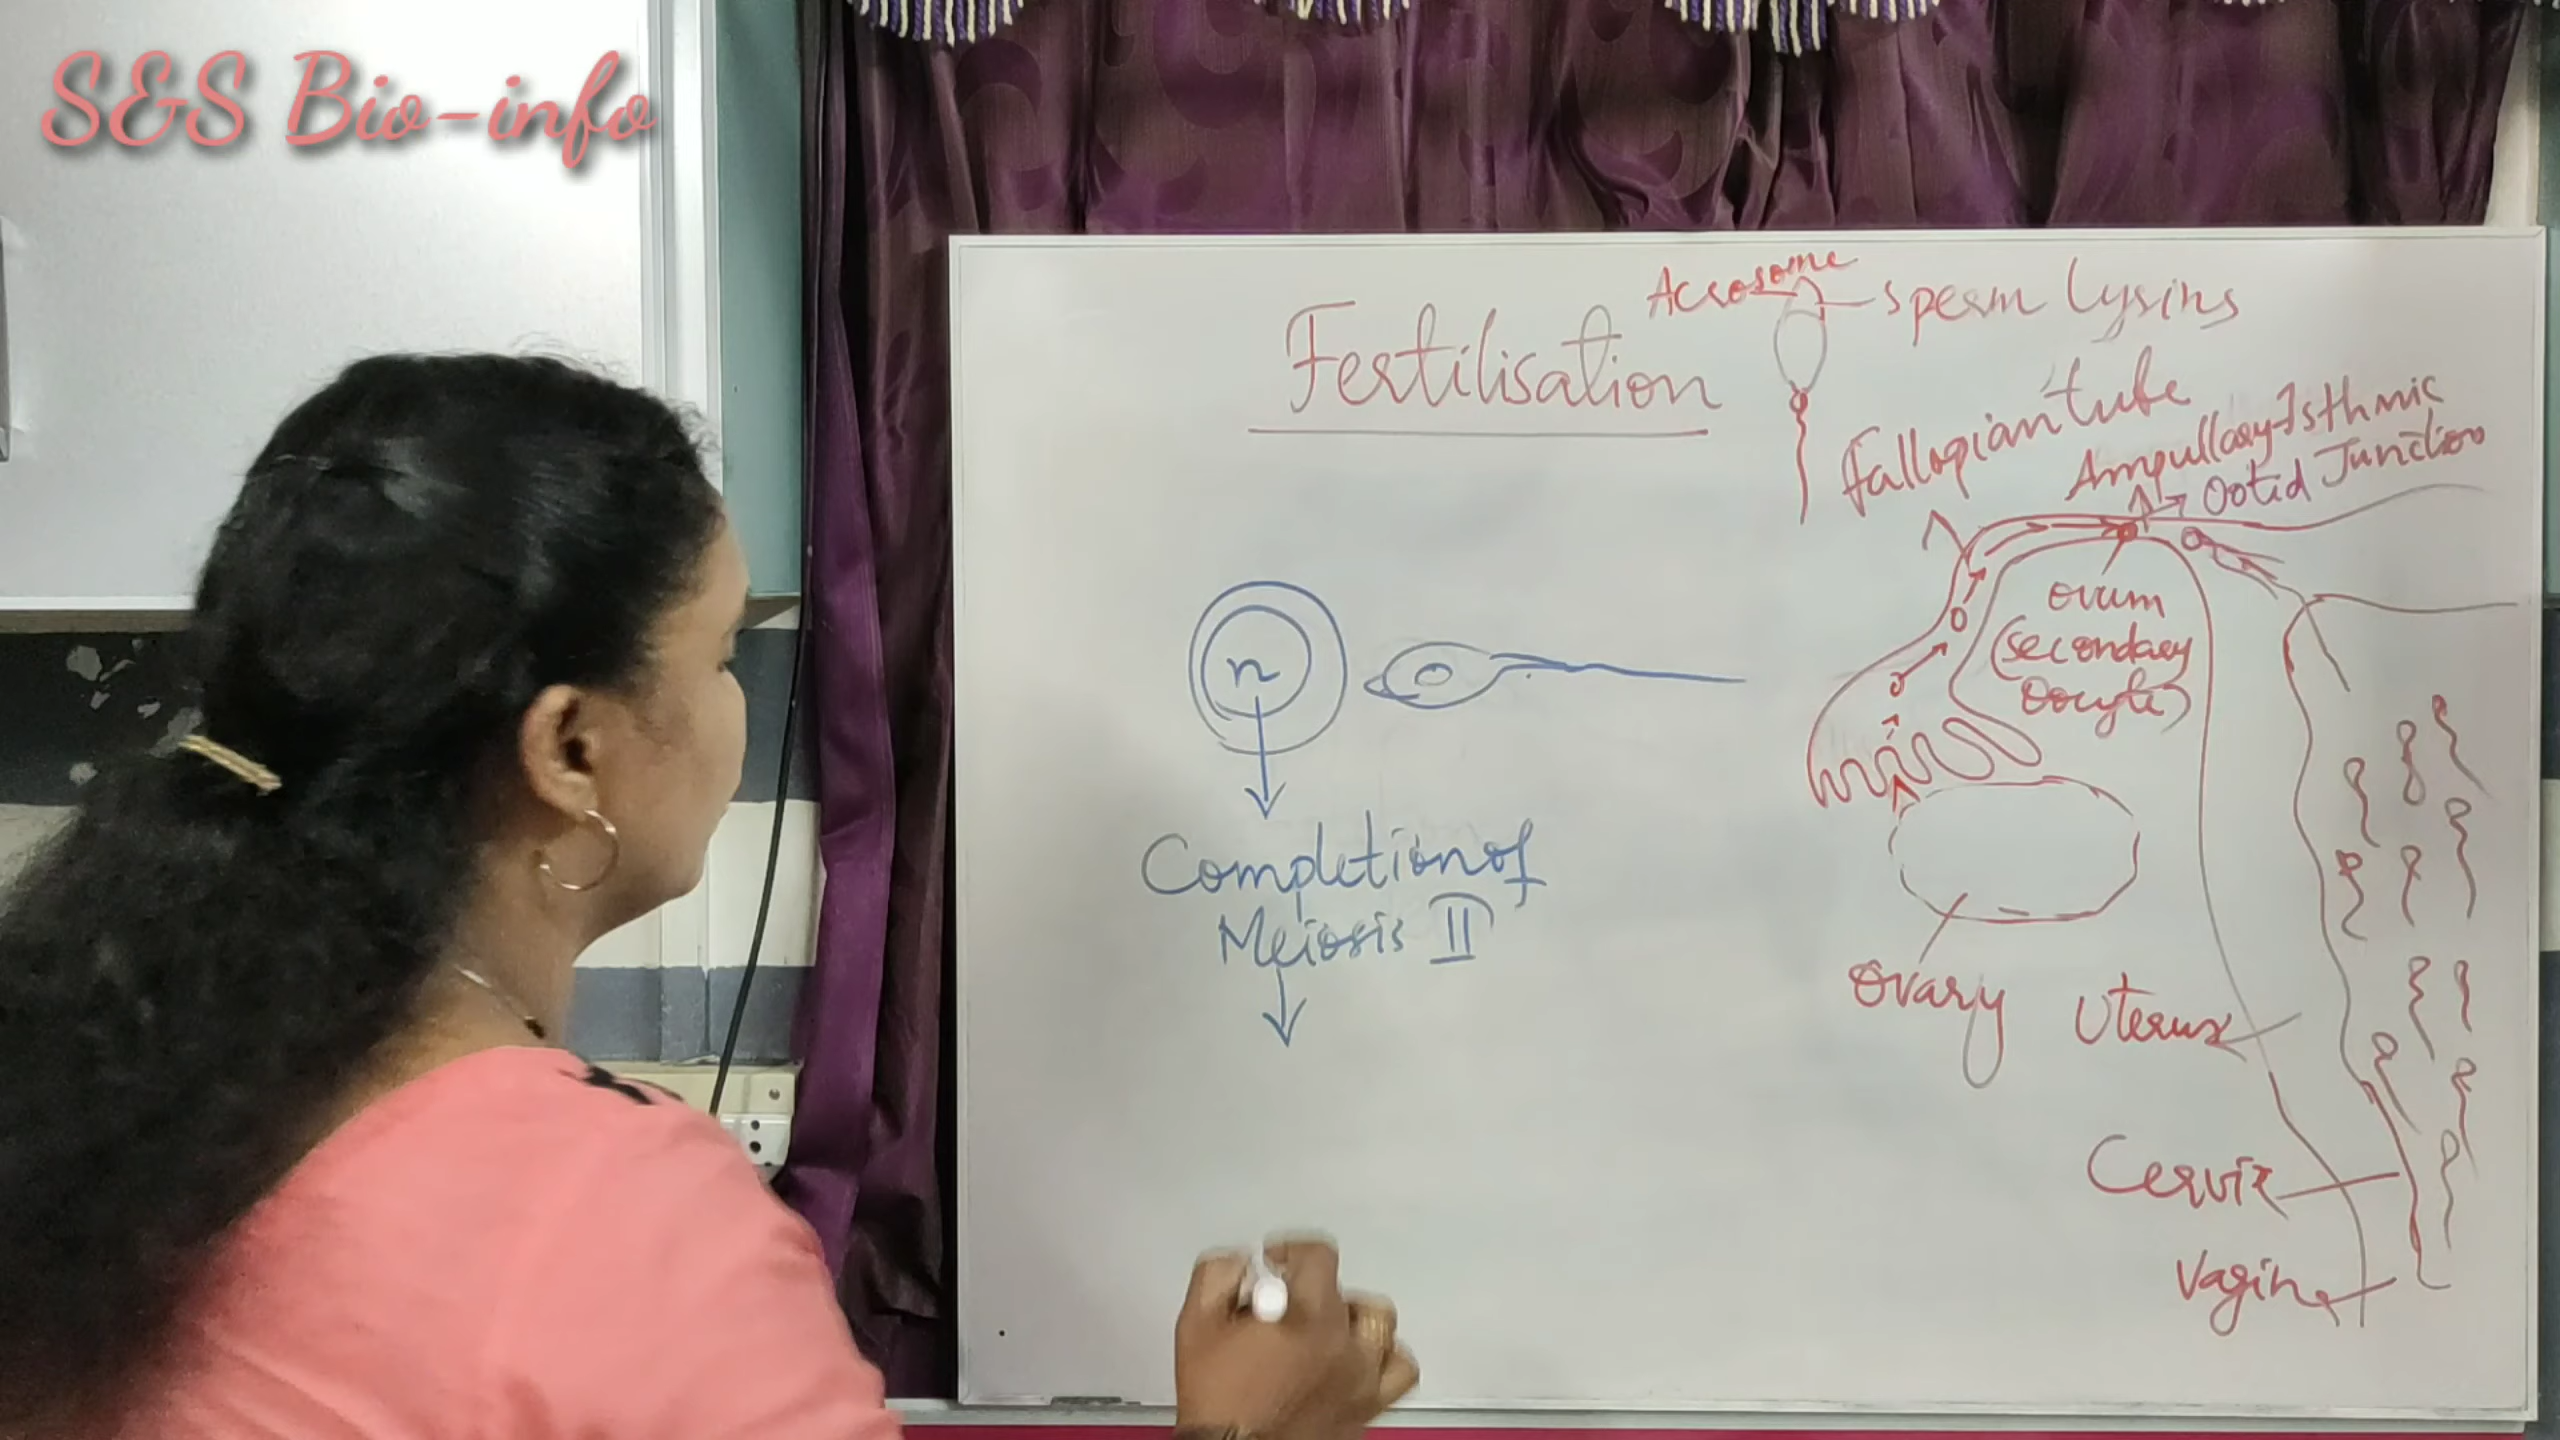 S&S Bio-info
Acrosome
sperm lysins
Fertilisation
Fallopian tube
Ampullary-Isthmic
Junction
Ootid
ovum
(secondary
oocyte)
n
Completion of
Meiosis II
Ovary
Uterus
Cervix
Vagina